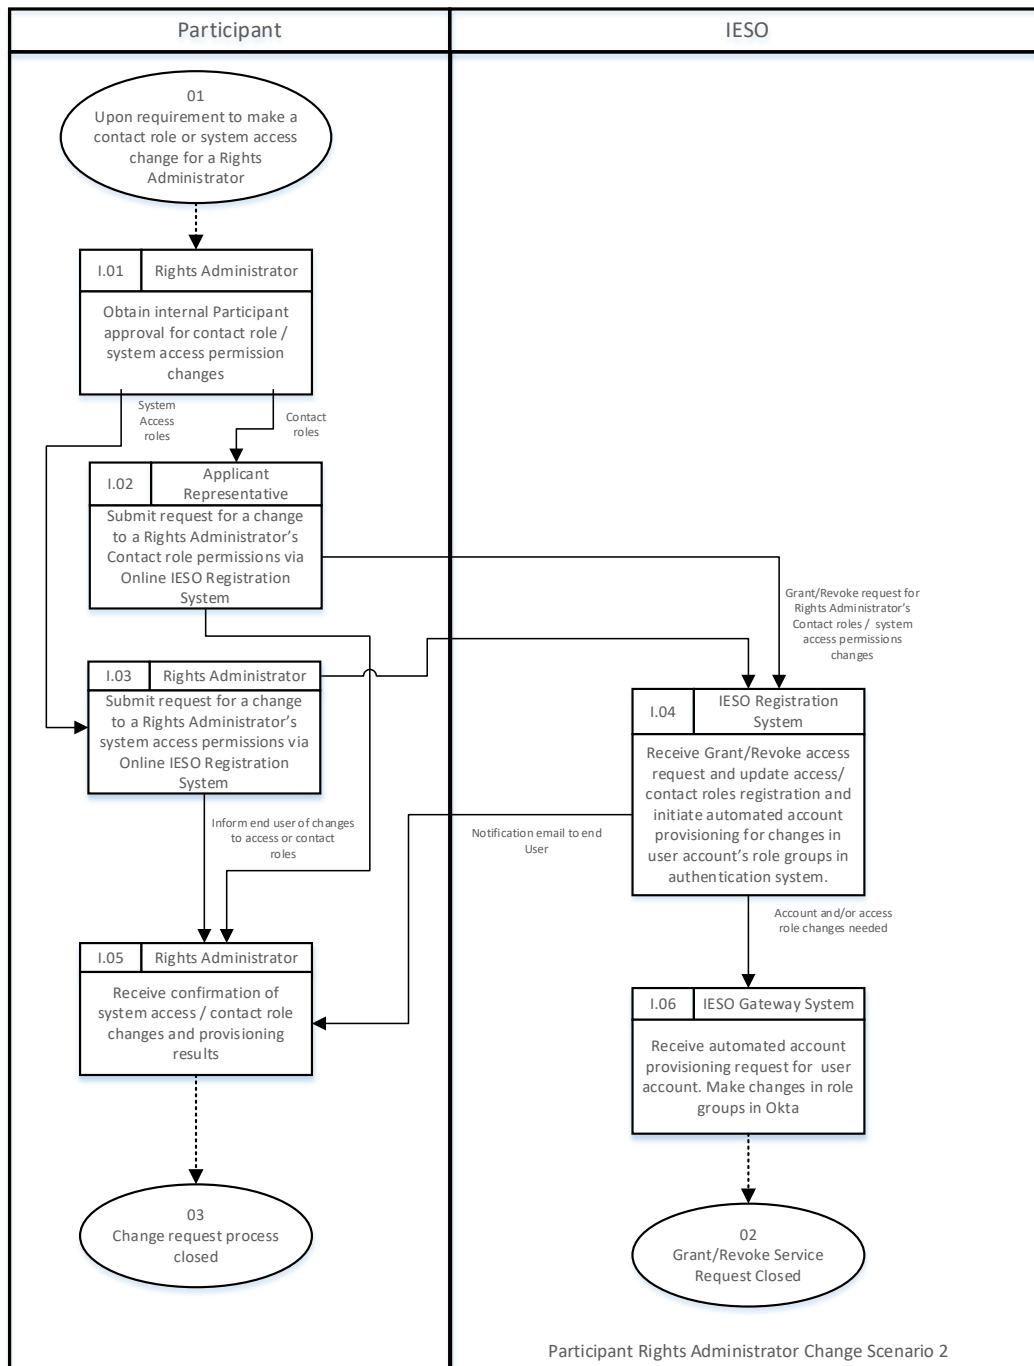 Participant
IESO
01
Upon requirement to make a
contact role or system access
change for a Rights
Administrator
I.01
Rights Administrator
Obtain internal Participant
approval for contact role /
system access permission
changes
System
Access
roles
Contact
roles
I.02
Applicant
Representative
Submit request for a change
to a Rights Administrator’s
Contact role permissions via
Online IESO Registration
System
Grant/Revoke request for
Rights Administrator’s
Contact roles / system
access permissions
changes
I.03
Rights Administrator
Submit request for a change
to a Rights Administrator’s
system access permissions via
Online IESO Registration
System
I.04
IESO Registration
System
Receive Grant/Revoke access
request and update access/
contact roles registration and
initiate automated account
provisioning for changes in
user account’s role groups in
authentication system.
Inform end user of changes
to access or contact
roles
Notification email to end
User
Account and/or access
role changes needed
I.05
Rights Administrator
Receive confirmation of
system access / contact role
changes and provisioning
results
I.06
IESO Gateway System
Receive automated account
provisioning request for user
account. Make changes in role
groups in Okta
03
Change request process
closed
02
Grant/Revoke Service
Request Closed
Participant Rights Administrator Change Scenario 2